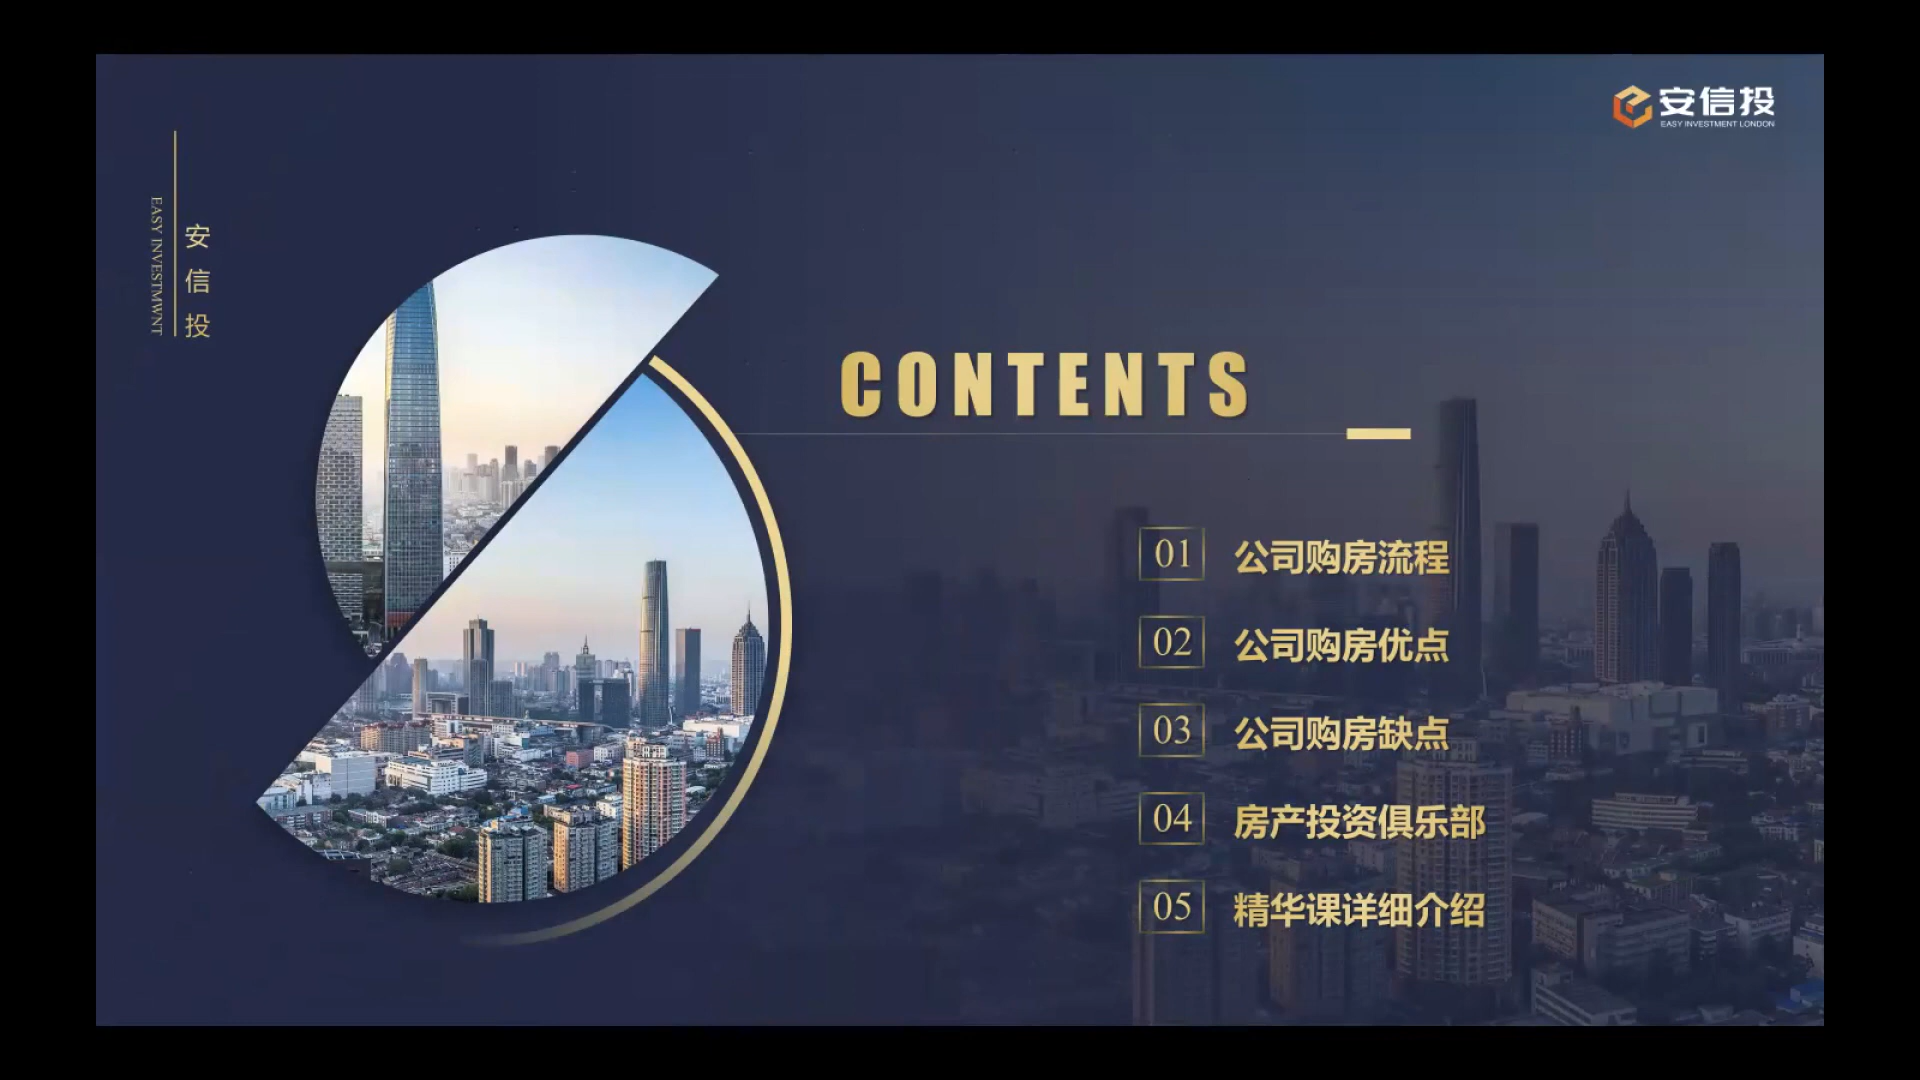 安信投
EASY INVESTMENT LONDON
EASY INVESTMWNT
安信投
CONTENTS
01 公司购房流程
02 公司购房优点
03 公司购房缺点
04 房产投资俱乐部
05 精华课详细介绍